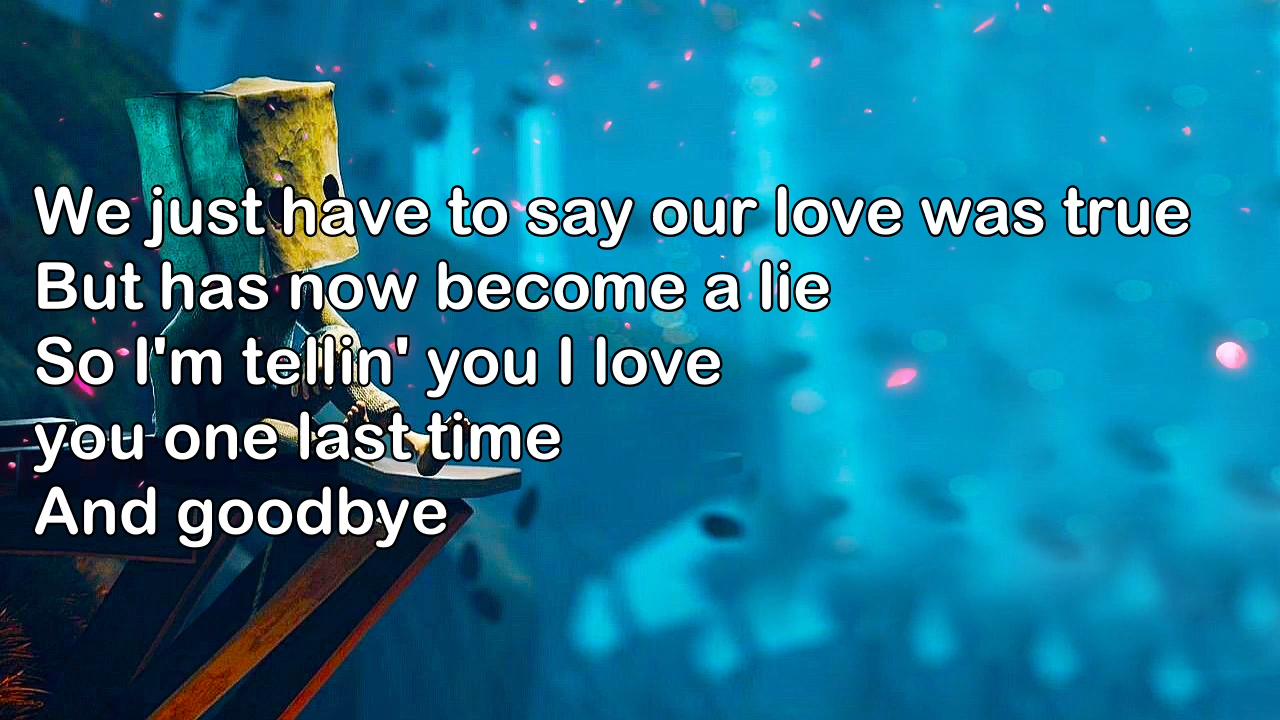 We just have to say our love was true
But has now become a lie
So I'm tellin' you I love
you one last time
And goodbye